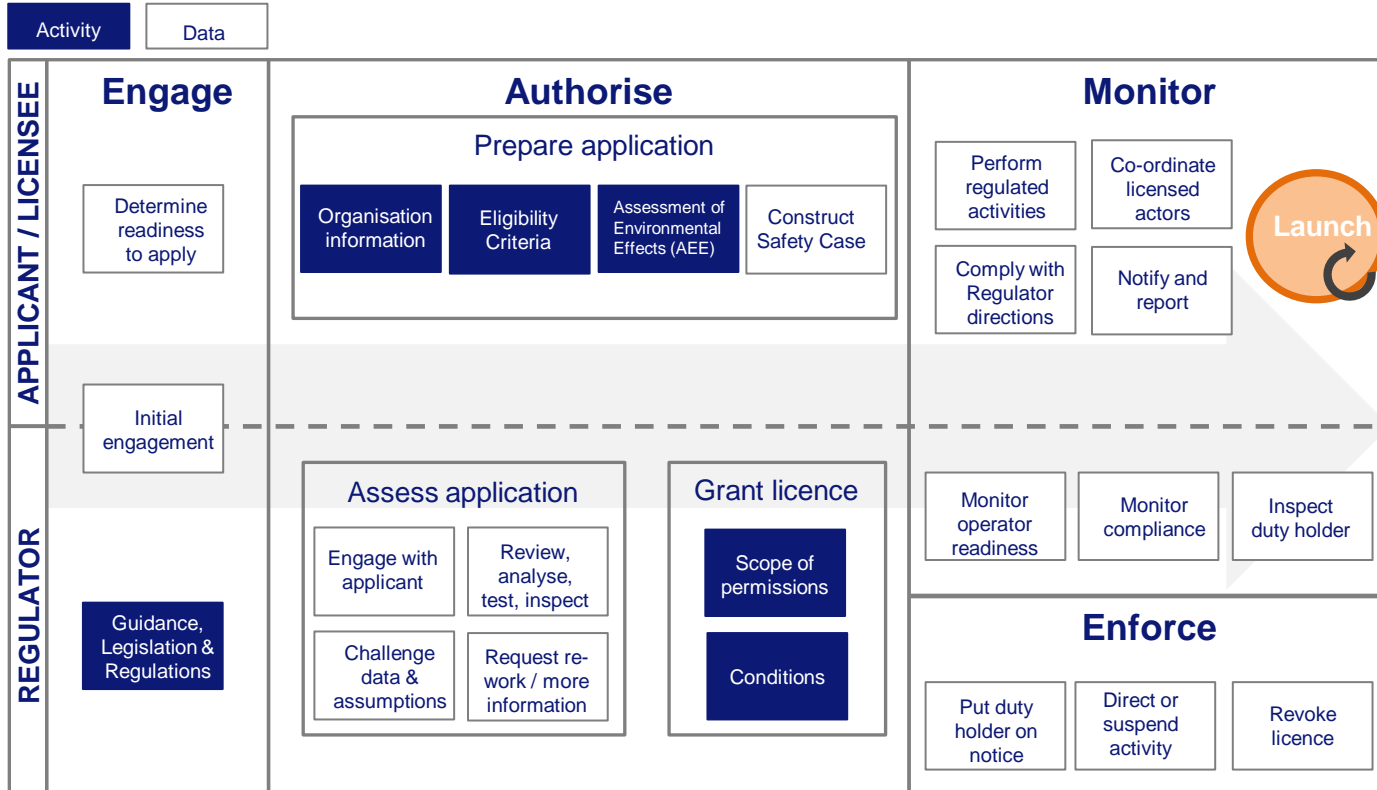 Activity
Data
APPLICANT / LICENSEE
REGULATOR
Engage
Determine
readiness
to apply
Initial
engagement
Guidance,
Legislation &
Regulations
Authorise
Prepare application
Organisation
information
Eligibility
Criteria
Assessment of
Environmental
Effects (AEE)
Construct
Safety Case
Assess application
Engage with
applicant
Review,
analyse,
test, inspect
Challenge
data &
assumptions
Request re-
work / more
information
Grant licence
Scope of
permissions
Conditions
Monitor
Perform
regulated
activities
Co-ordinate
licensed
actors
Comply with
Regulator
directions
Notify and
report
Launch
Monitor
operator
readiness
Monitor
compliance
Inspect
duty holder
Enforce
Put duty
holder on
notice
Direct or
suspend
activity
Revoke
licence